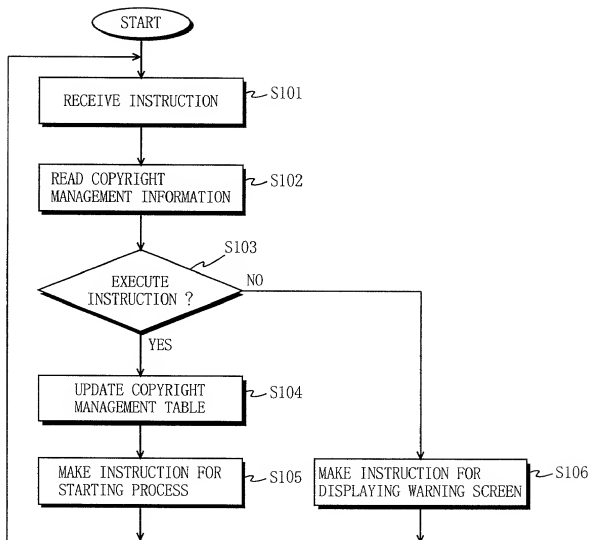 START
RECEIVE INSTRUCTION
S101
READ COPYRIGHT
MANAGEMENT INFORMATION
S102
S103
EXECUTE
INSTRUCTION ?
NO
YES
UPDATE COPYRIGHT
MANAGEMENT TABLE
S104
MAKE INSTRUCTION FOR
STARTING PROCESS
S105
MAKE INSTRUCTION FOR
DISPLAYING WARNING SCREEN
S106